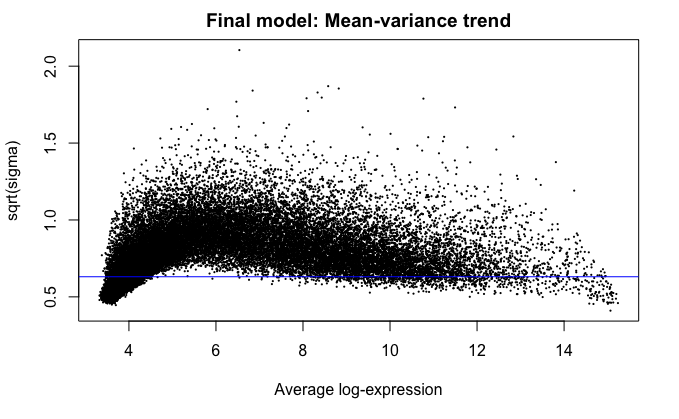 Final model: Mean-variance trend
sqrt(sigma)
2.0
1.5
1.0
0.5
4 6 8 10 12 14
Average log-expression